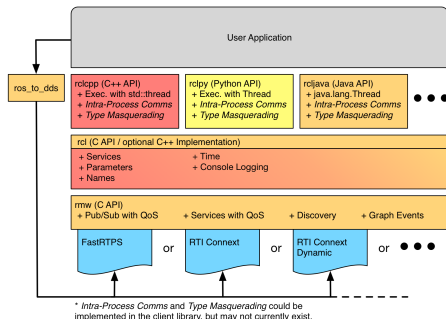 User Application
ros_to_dds
rclcpp (C++ API)
+ Exec. with std::thread
+ Intra-Process Comms
+ Type Masquerading
rclpy (Python API)
+ Exec. with Thread
+ Intra-Process Comms
+ Type Masquerading
rcljava (Java API)
+ java.lang.Thread
+ Intra-Process Comms
+ Type Masquerading
rcl (C API / optional C++ Implementation)
+ Services
+ Parameters
+ Names
+ Time
+ Console Logging
rmw (C API)
+ Pub/Sub with QoS
+ Services with QoS
+ Discovery
+ Graph Events
FastRTPS
or
RTI Connext
or
RTI Connext
Dynamic
or
* Intra-Process Comms and Type Masquerading could be
implemented in the client library, but may not currently exist.